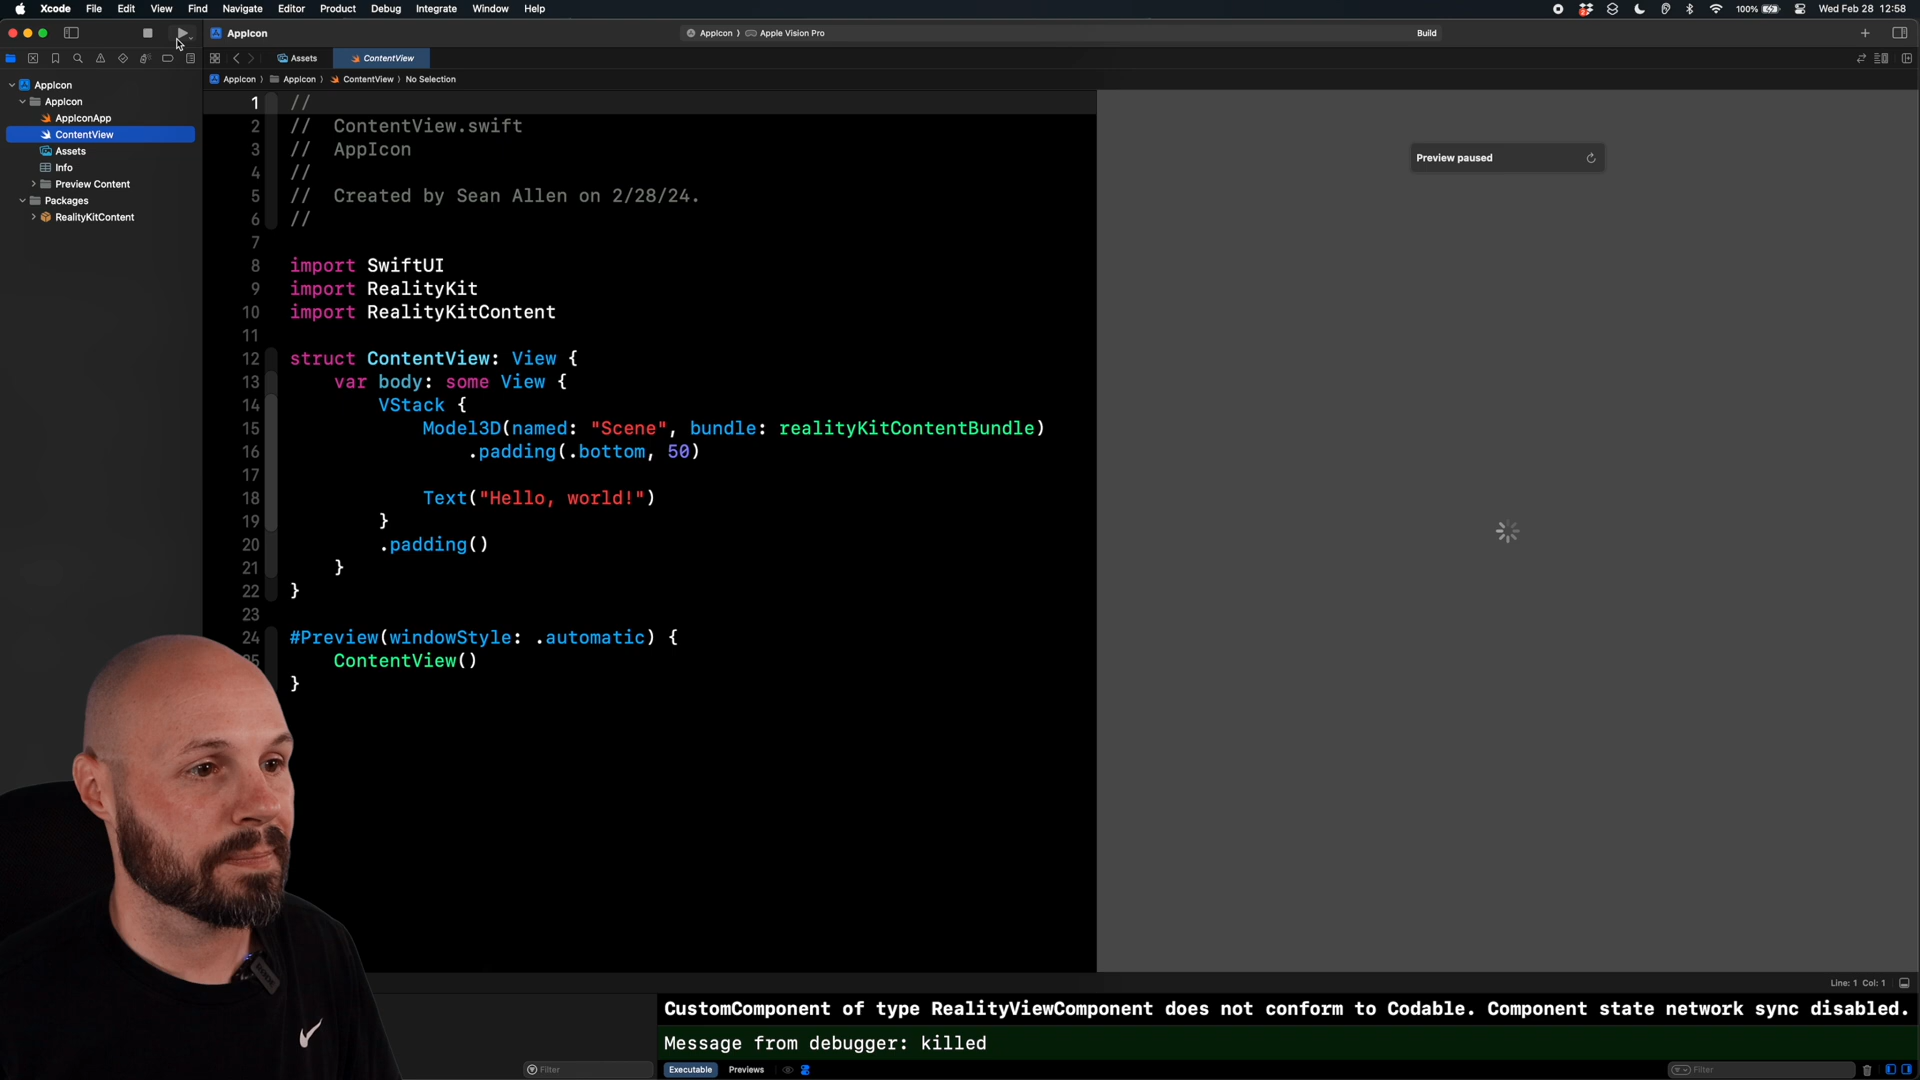 Xcode File Edit View Find Navigate Editor Product Debug Integrate Window Help
100% Wed Feb 28 12:58
AppIcon
AppIcon 〉 Apple Vision Pro
Build
Assets
ContentView
AppIcon 〉 AppIcon 〉 ContentView 〉 No Selection
AppIcon
AppIcon
AppIconApp
ContentView
Assets
Info
Preview Content
Packages
RealityKitContent
1 //
2 // ContentView.swift
3 // AppIcon
4 //
5 // Created by Sean Allen on 2/28/24.
6 //
7
8 import SwiftUI
9 import RealityKit
10 import RealityKitContent
11
12 struct ContentView: View {
13 var body: some View {
14 VStack {
15 Model3D(named: "Scene", bundle: realityKitContentBundle)
16 .padding(.bottom, 50)
17
18 Text("Hello, world!")
19 }
20 .padding()
21 }
22 }
23
24 #Preview(windowStyle: .automatic) {
ContentView()
}
Preview paused
Line: 1 Col: 1
CustomComponent of type RealityViewComponent does not conform to Codable. Component state network sync disabled.
Message from debugger: killed
Filter
Executable
Previews
Filter